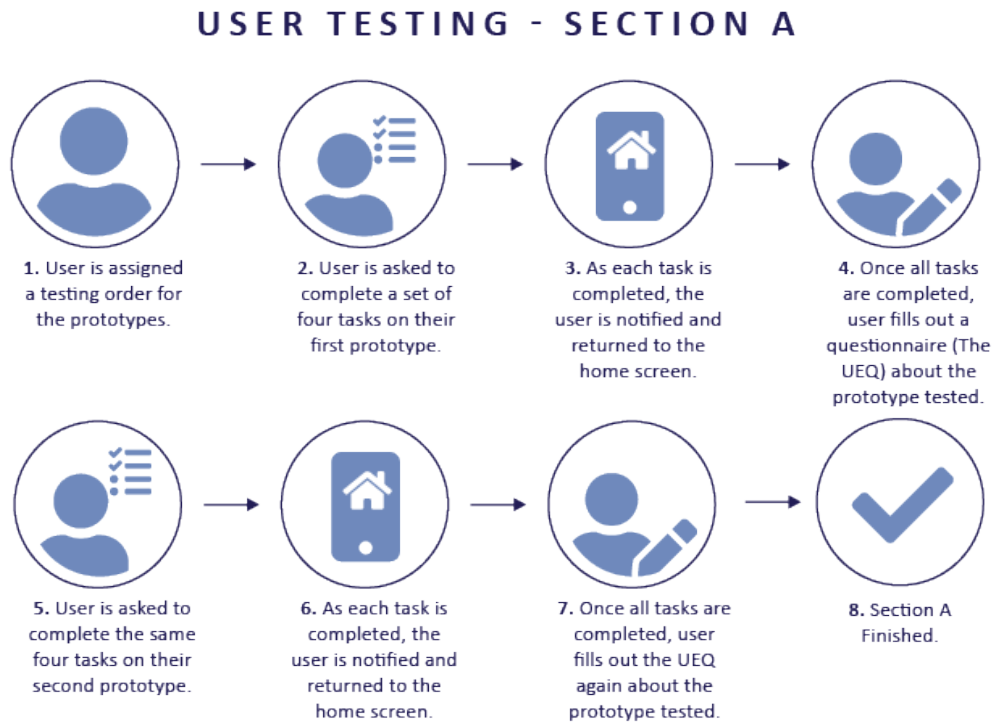 USER TESTING - SECTION A
1. User is assigned
a testing order for
the prototypes.
2. User is asked to
complete a set of
four tasks on their
first prototype.
3. As each task is
completed, the
user is notified and
returned to the
home screen.
4. Once all tasks
are completed,
user fills out a
questionnaire (The
UEQ) about the
prototype tested.
5. User is asked to
complete the same
four tasks on their
second prototype.
6. As each task is
completed, the
user is notified and
returned to the
home screen.
7. Once all tasks are
completed, user
fills out the UEQ
again about the
prototype tested.
8. Section A
Finished.